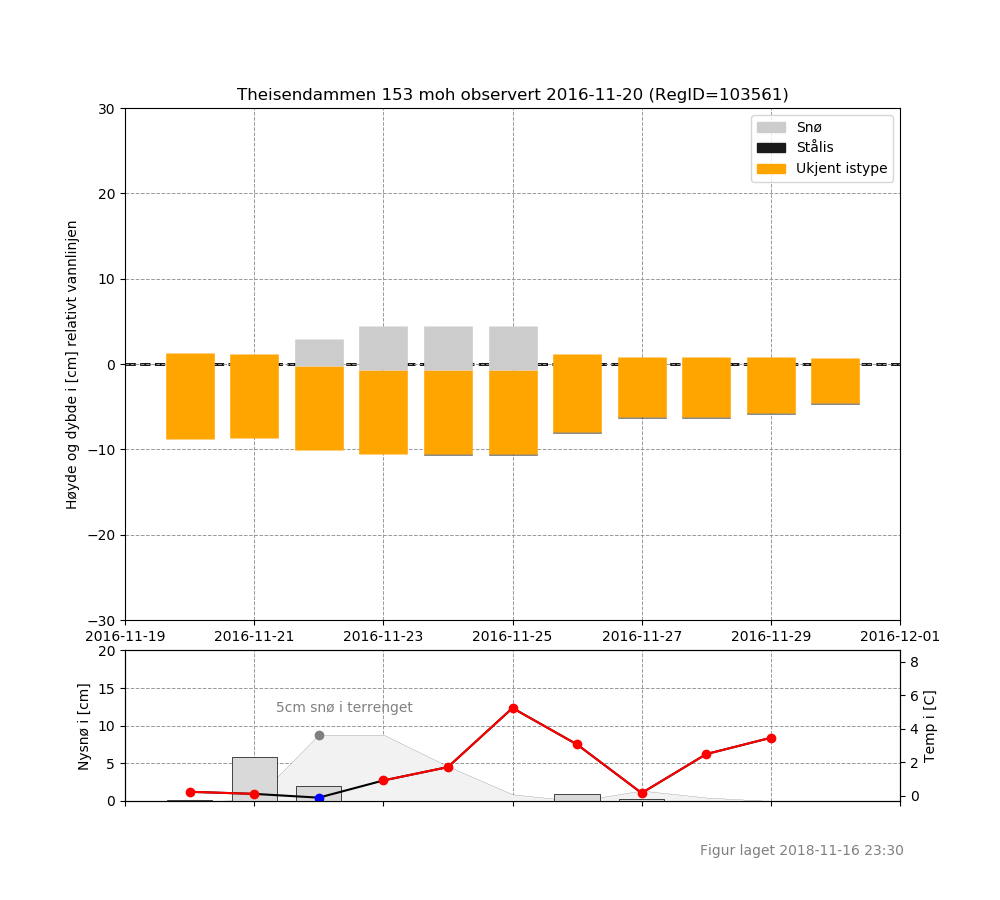 Theisendammen 153 moh observert 2016-11-20 (RegID=103561)
Høyde og dybde i [cm] relativt vannlinjen
30
20
10
0
−10
−20
−30
Snø
Stålis
Ukjent istype
2016-11-19 2016-11-21 2016-11-23 2016-11-25 2016-11-27 2016-11-29 2016-12-01
Nysnø i [cm]
20
15
10
5
0
5cm snø i terrenget
8
6
4
2
0
Temp i [C]
Figur laget 2018-11-16 23:30